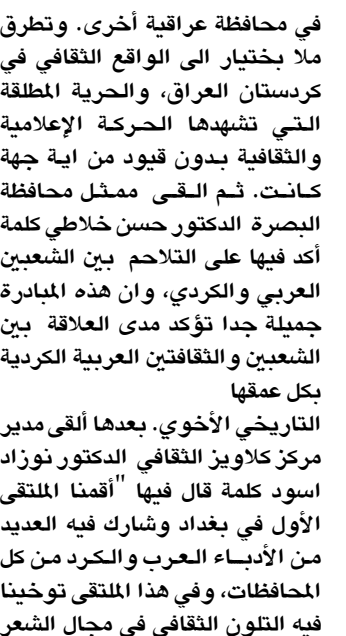 في محافظة عراقية أخرى. وتطرق
ملا بختيار الى الواقع الثقافي في
كردستان العراق، والحرية المطلقة
التي تشهدها الحركة الإعلامية
والثقافية بدون قيود من اية جهة
كانت. ثم القى ممثل محافظة
البصرة الدكتور حسن خلاطي كلمة
أكد فيها على التلاحم بين الشعبين
العربي والكردي، وان هذه المبادرة
جميلة جدا تؤكد مدى العلاقة بين
الشعبين والثقافتين العربية الكردية
بكل عمقها
التاريخي الأخوي. بعدها ألقى مدير
مركز كلاويز الثقافي الدكتور نوزاد
اسود كلمة قال فيها "أقمنا الملتقى
الأول في بغداد وشارك فيه العديد
من الأدباء العرب والكرد من كل
المحافظات، وفي هذا الملتقى توخينا
فيه التلون الثقافي في مجال الشعر